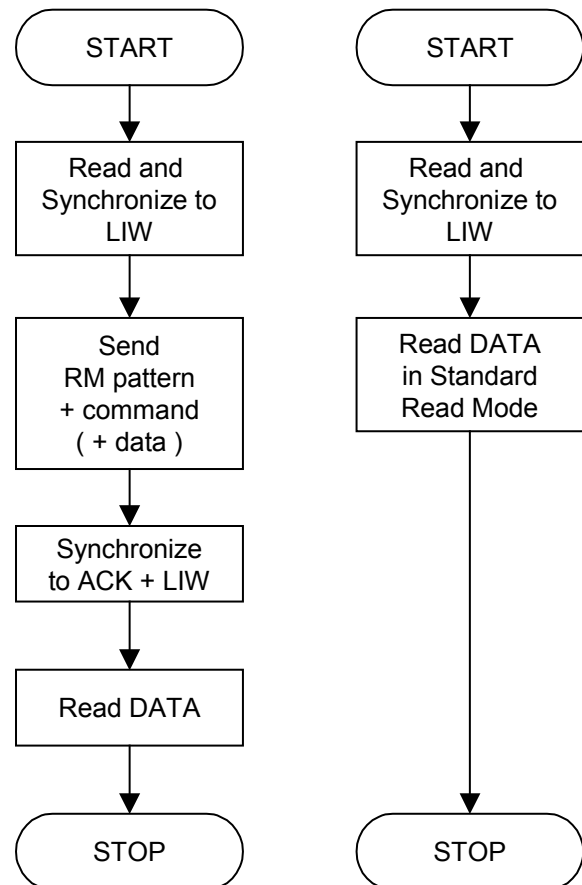 START
Read and
Synchronize to
LIW
Send
RM pattern
+ command
( + data )
Synchronize
to ACK + LIW
Read DATA
STOP
START
Read and
Synchronize to
LIW
Read DATA
in Standard
Read Mode
STOP